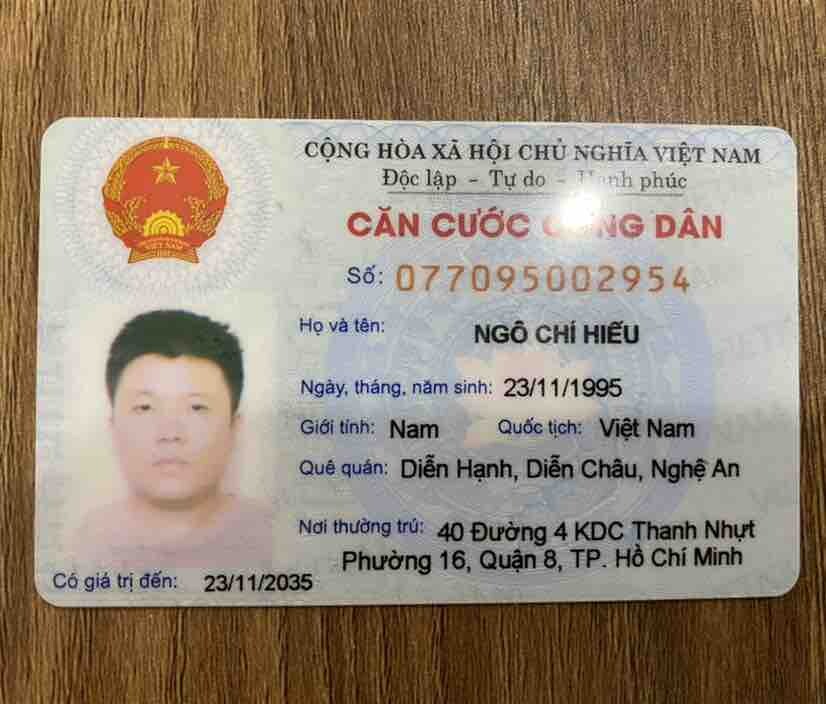 CỘNG HÒA XÃ HỘI CHỦ NGHĨA VIỆT NAM
Độc lập - Tự do - Hạnh phúc
CĂN CƯỚC CÔNG DÂN
Số: 077095002954
Họ và tên: NGÔ CHÍ HIẾU
Ngày, tháng, năm sinh: 23/11/1995
Giới tính: Nam Quốc tịch: Việt Nam
Quê quán: Diễn Hạnh, Diễn Châu, Nghệ An
Nơi thường trú: 40 Đường 4 KDC Thanh Nhựt
Phường 16, Quận 8, TP. Hồ Chí Minh
Có giá trị đến: 23/11/2035